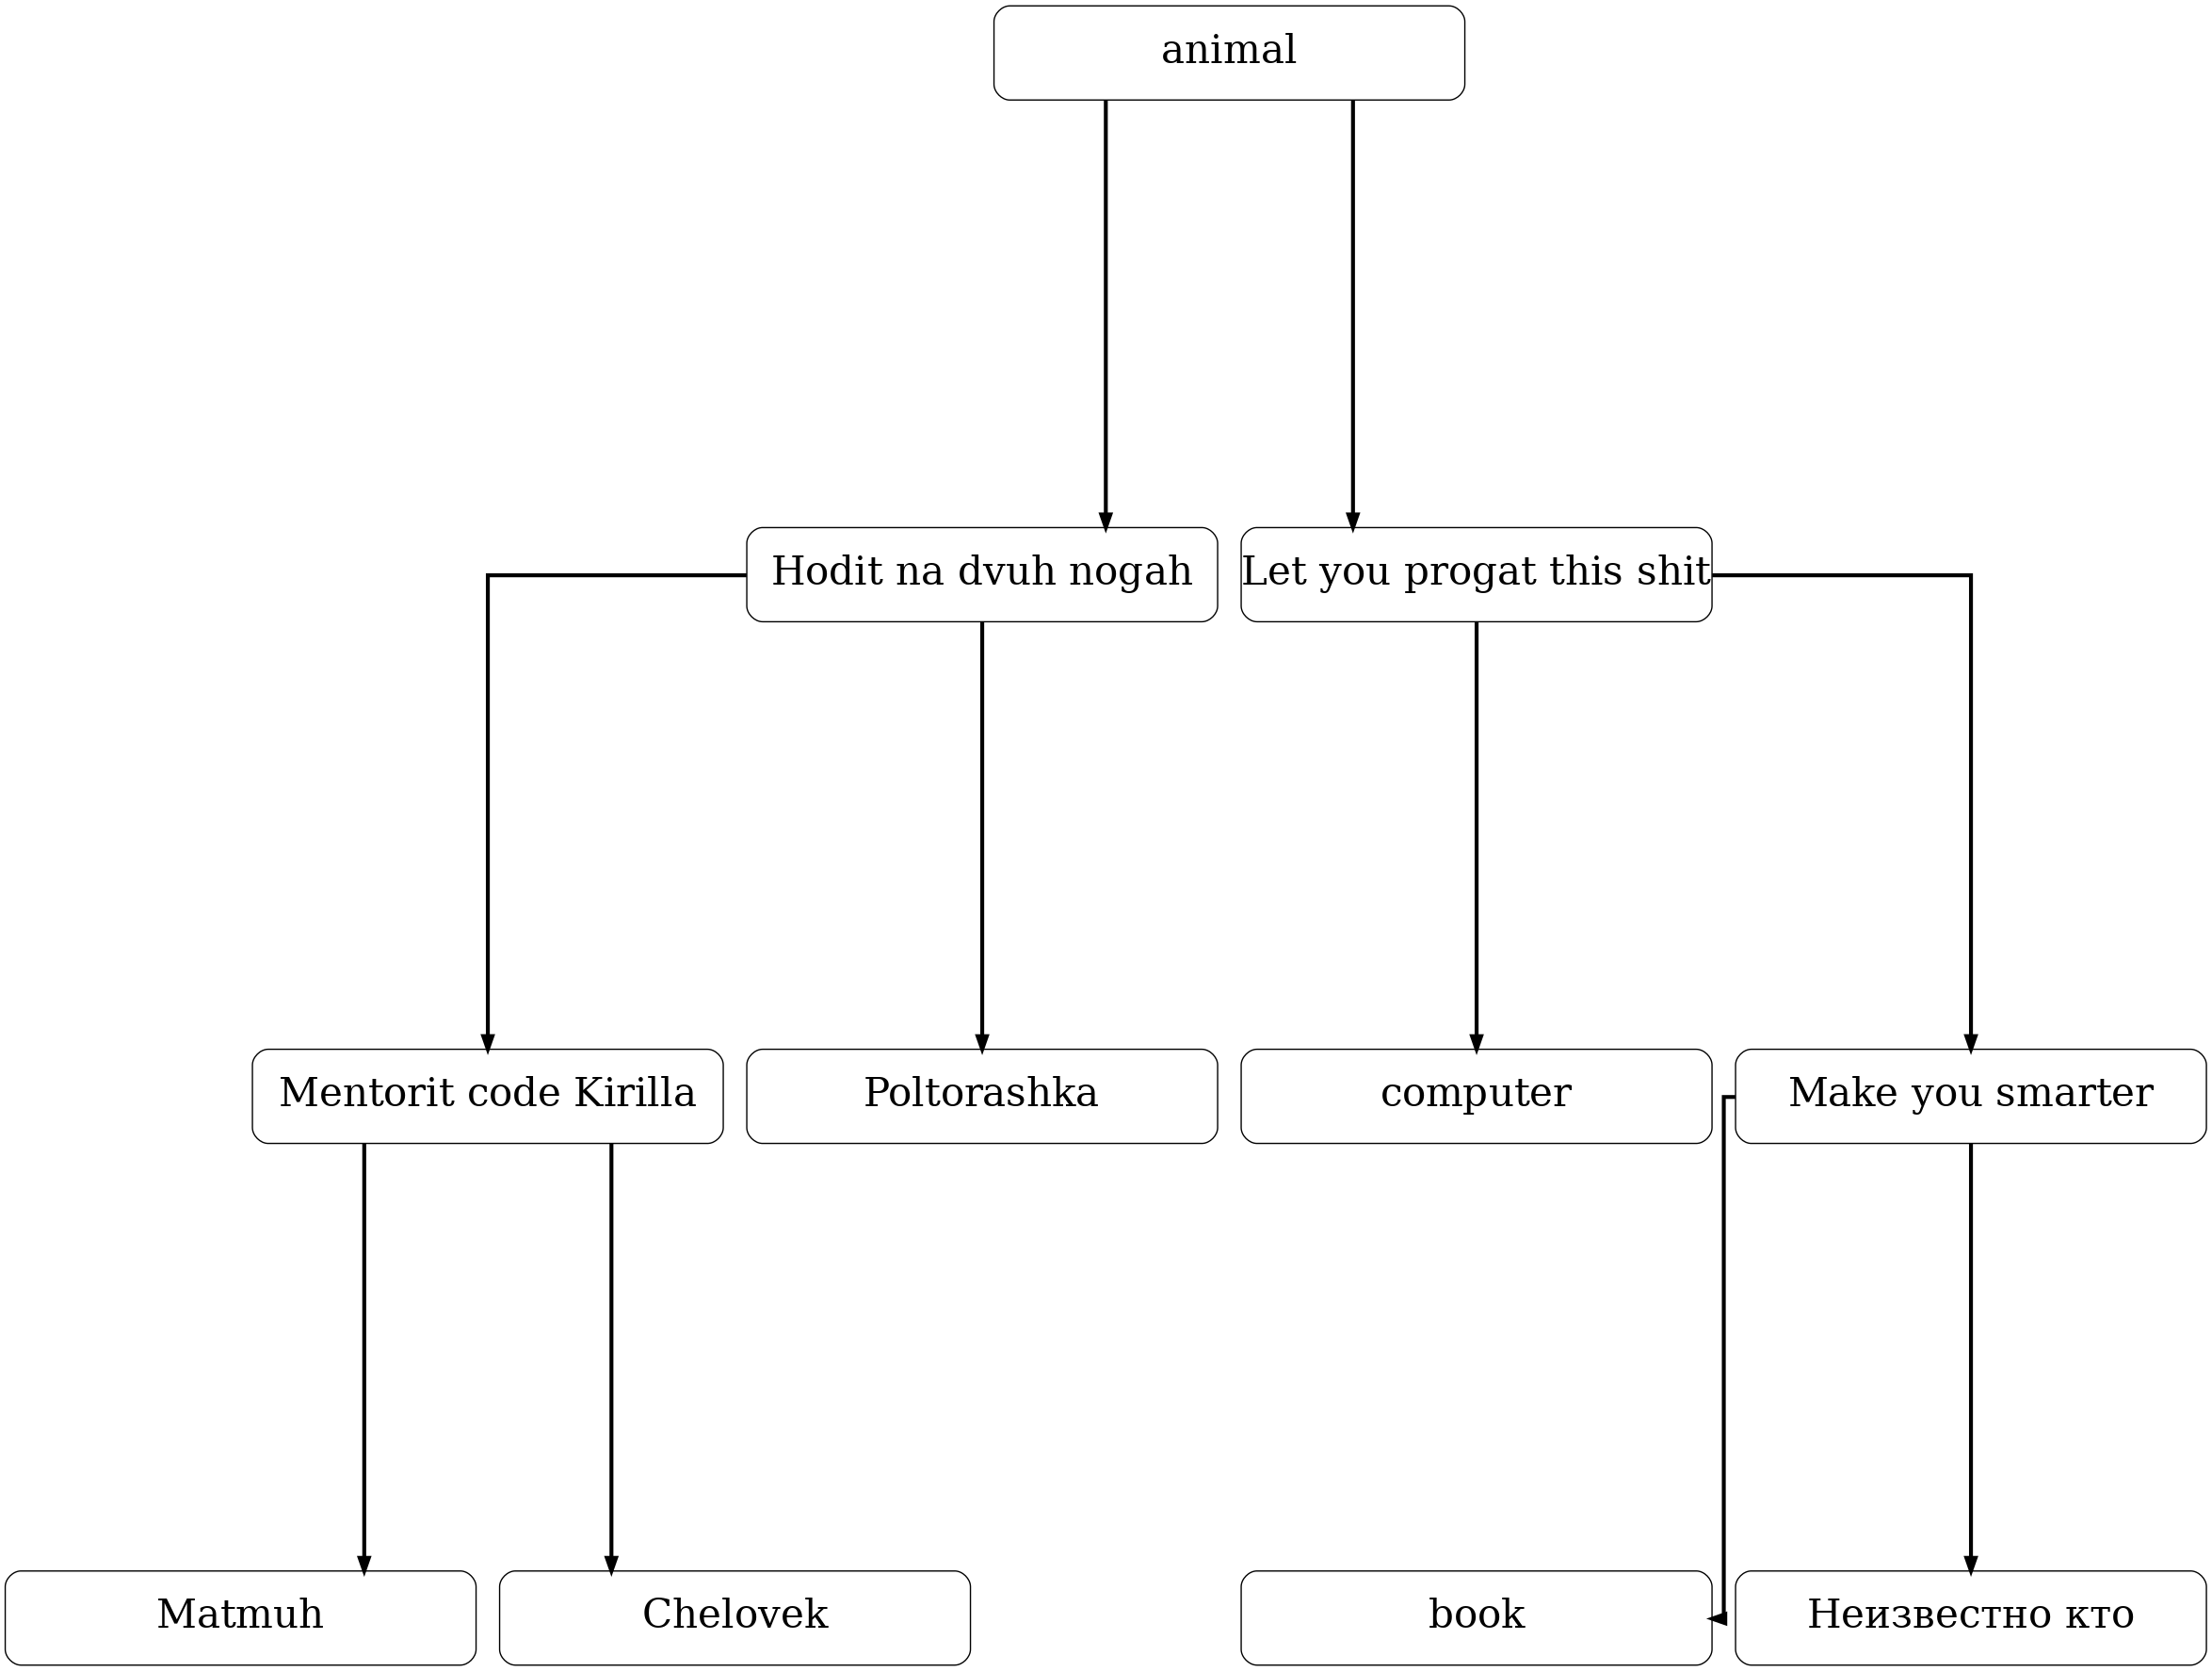 animal
Hodit na dvuh nogah
Let you progat this shit
Mentorit code Kirilla
Poltorashka
computer
Make you smarter
Matmuh
Chelovek
book
Неизвестно кто